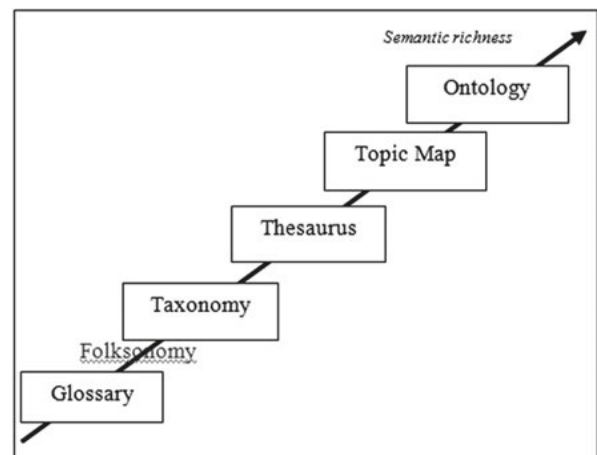 Semantic richness
Ontology
Topic Map
Thesaurus
Taxonomy
Folksonomy
Glossary